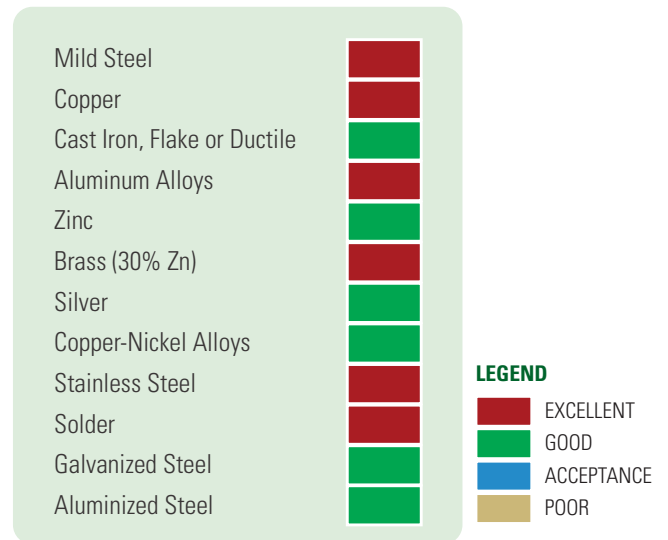 Mild Steel
Copper
Cast Iron, Flake or Ductile
Aluminum Alloys
Zinc
Brass (30% Zn)
Silver
Copper-Nickel Alloys
Stainless Steel
Solder
Galvanized Steel
Aluminized Steel
LEGEND
EXCELLENT
GOOD
ACCEPTANCE
POOR